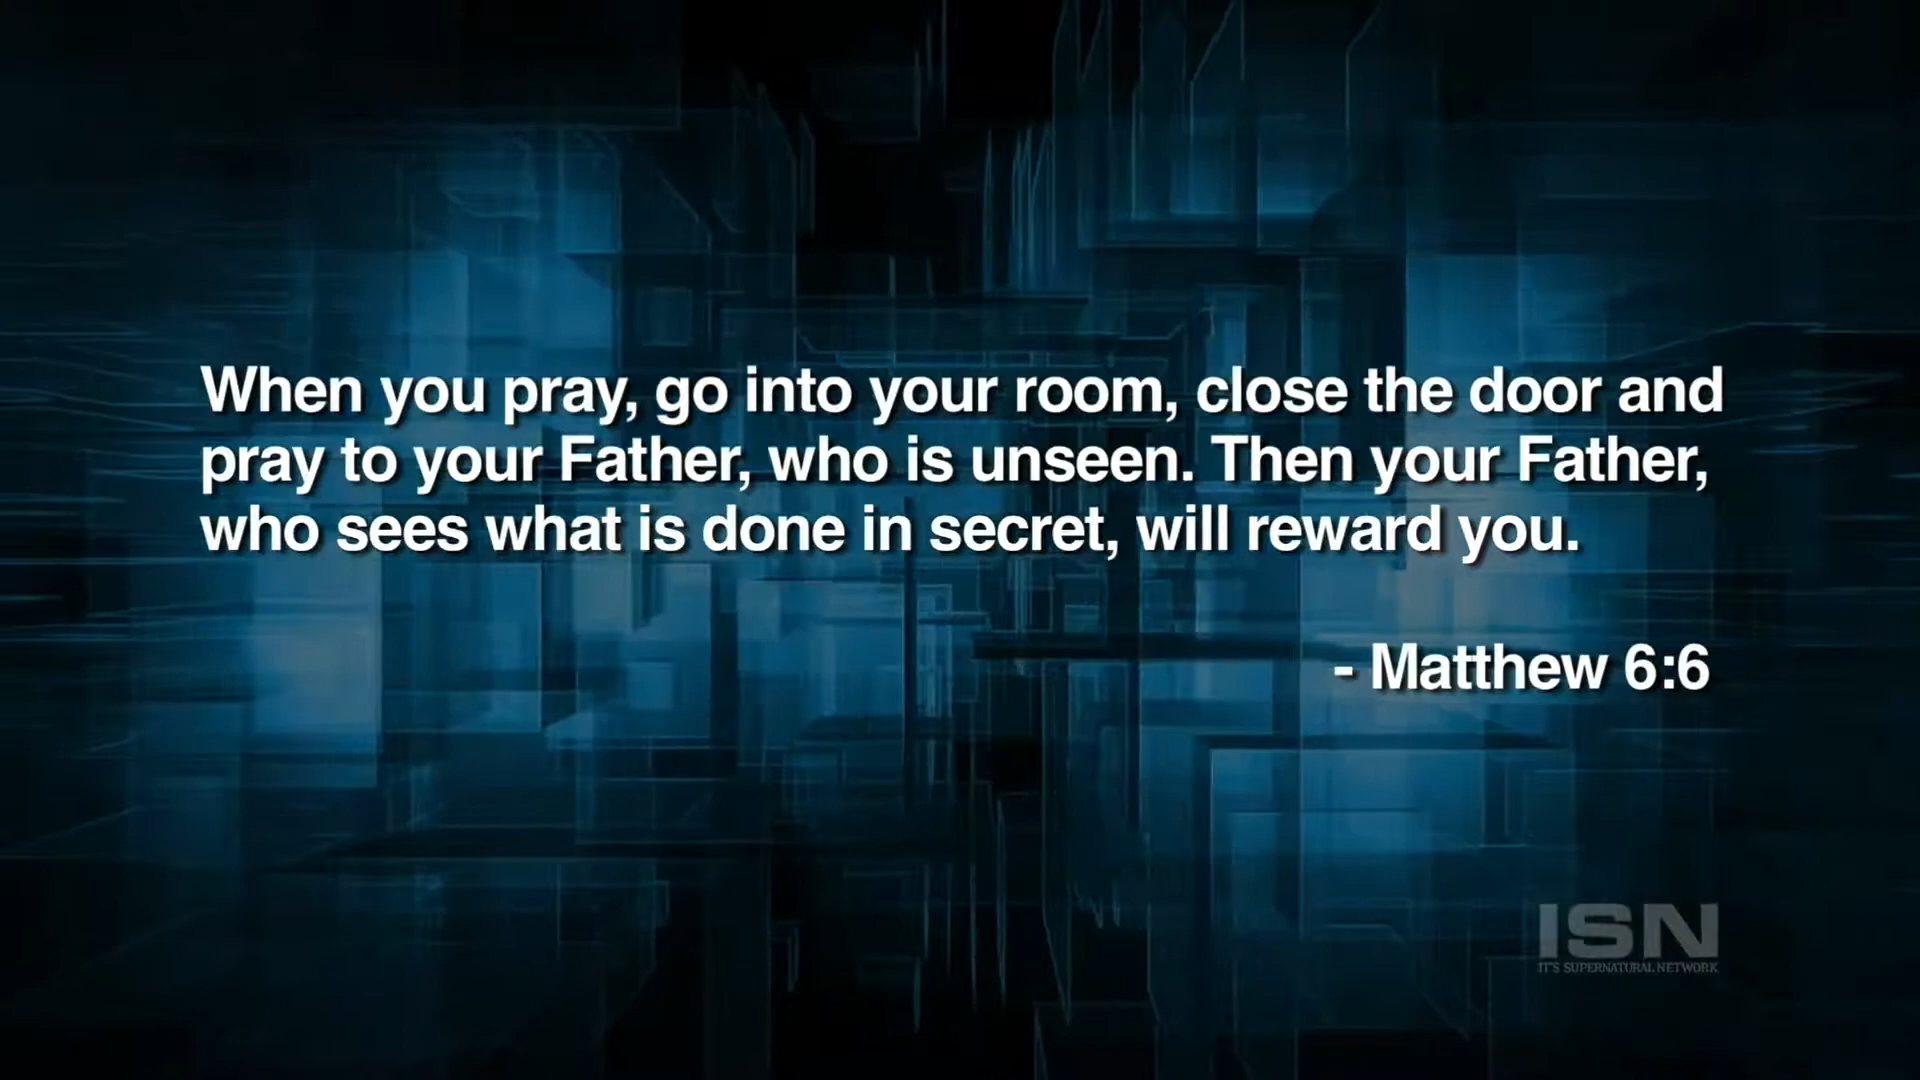 When you pray, go into your room, close the door and
pray to your Father, who is unseen. Then your Father,
who sees what is done in secret, will reward you.
- Matthew 6:6
ISN
IT'S SUPERNATURAL NETWORK